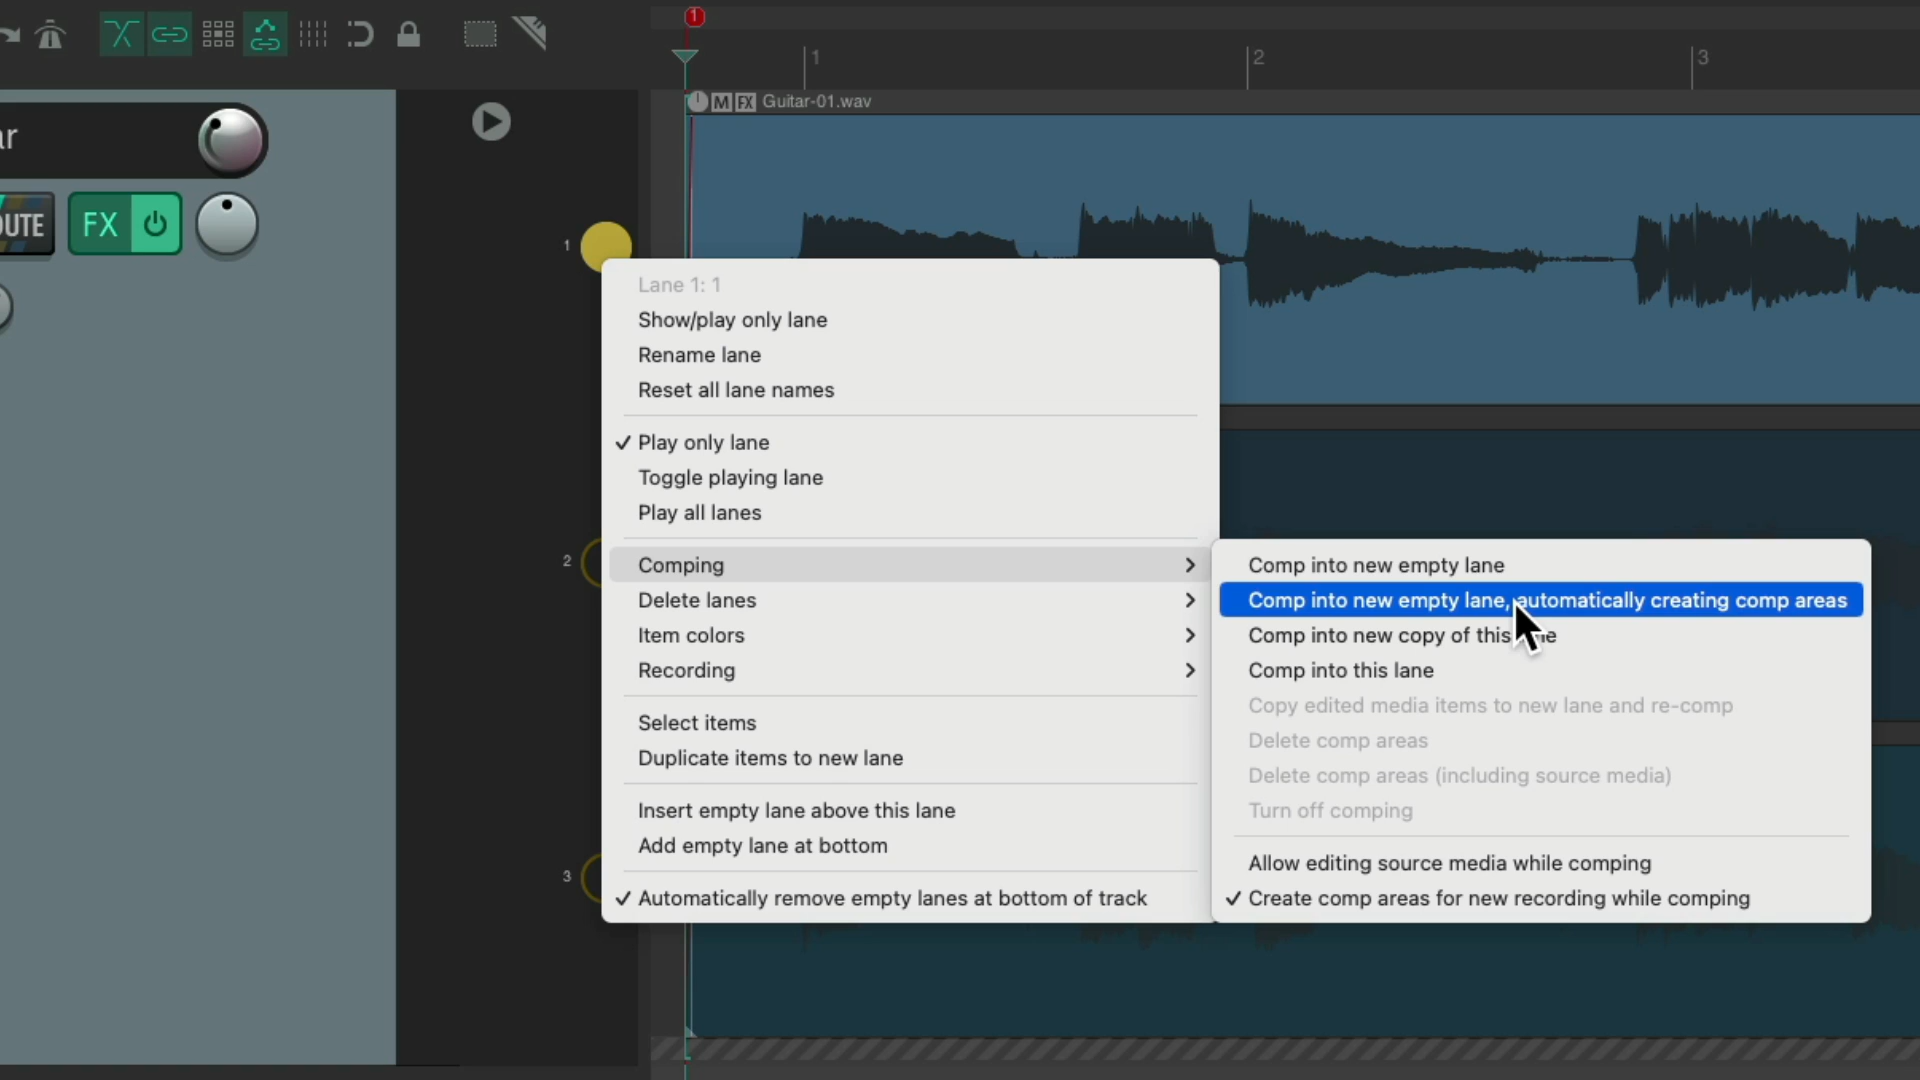 1
1
2
3
M FX Guitar-01.wav
ar
OUTE
FX
1
Lane 1: 1
Show/play only lane
Rename lane
Reset all lane names
✓ Play only lane
Toggle playing lane
Play all lanes
2
Comping
Delete lanes
Item colors
Recording
Select items
Duplicate items to new lane
Insert empty lane above this lane
Add empty lane at bottom
3
✓ Automatically remove empty lanes at bottom of track
Comp into new empty lane
Comp into new empty lane, automatically creating comp areas
Comp into new copy of this lane
Comp into this lane
Copy edited media items to new lane and re-comp
Delete comp areas
Delete comp areas (including source media)
Turn off comping
Allow editing source media while comping
✓ Create comp areas for new recording while comping